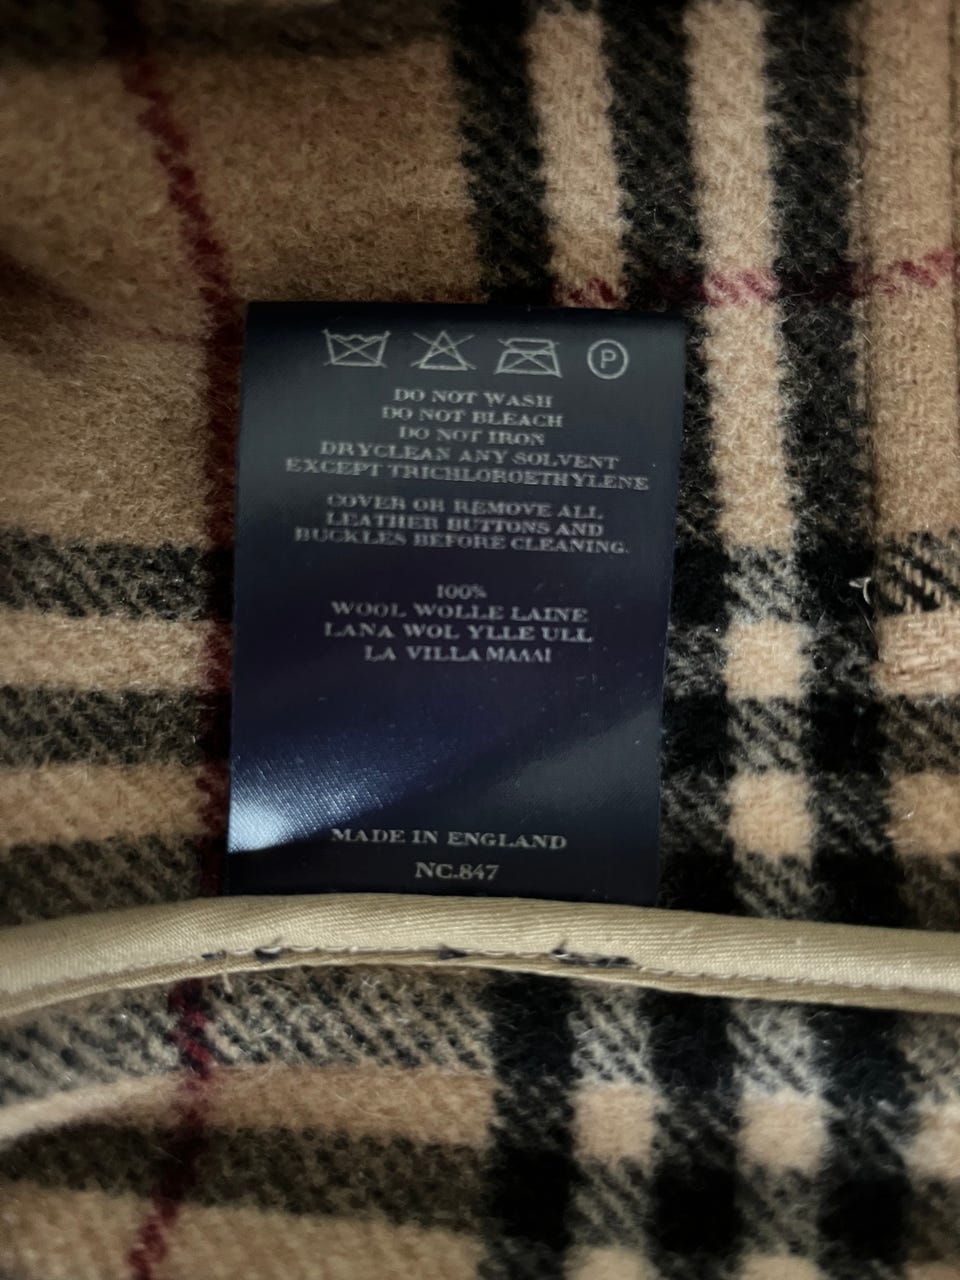 P
DO NOT WASH
DO NOT BLEACH
DO NOT IRON
DRYCLEAN ANY SOLVENT
EXCEPT TRICHLOROETHYLENE
COVER OR REMOVE ALL
LEATHER BUTTONS AND
BUCKLES BEFORE CLEANING.
100%
WOOL WOLLE LAINE
LANA WOL YLLE ULL
LA VILLA ΜΑΛΛΙ
MADE IN ENGLAND
NC.847